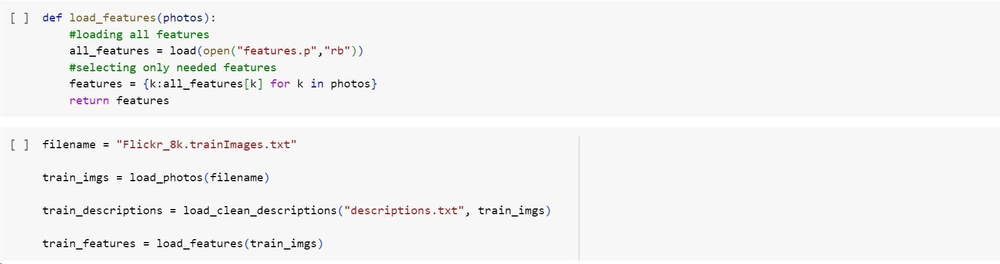 [ ] def load_features(photos):
#loading all features
all_features = load(open("features.p","rb"))
#selecting only needed features
features = {k:all_features[k] for k in photos}
return features
[ ] filename = "Flickr_8k.trainImages.txt"
train_imgs = load_photos(filename)
train_descriptions = load_clean_descriptions("descriptions.txt", train_imgs)
train_features = load_features(train_imgs)